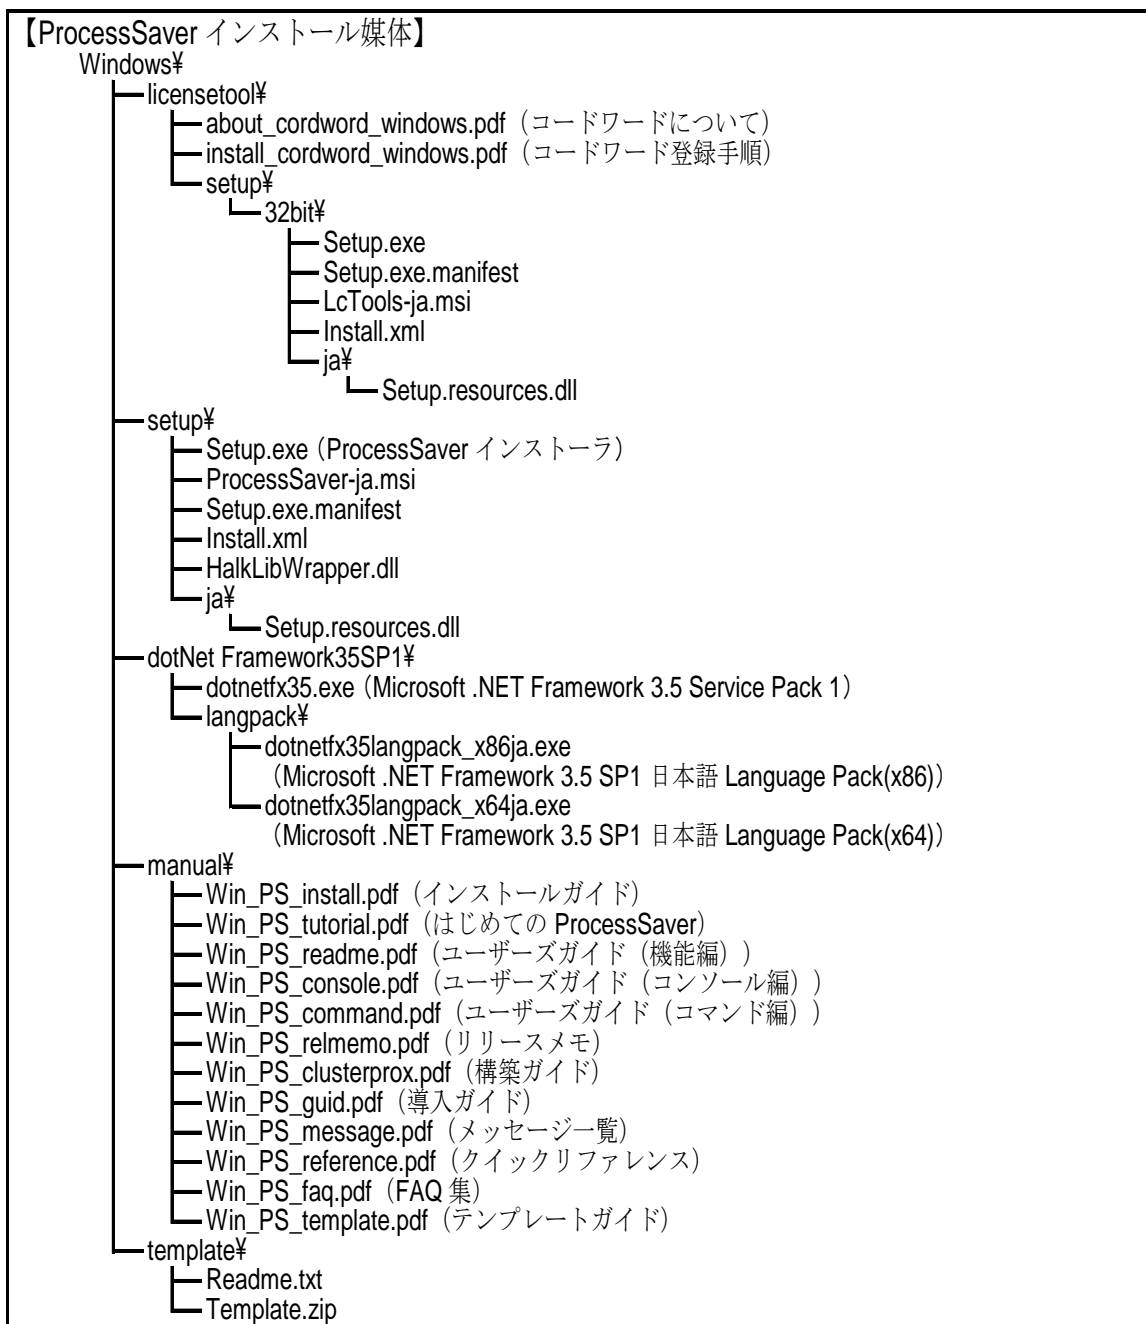 【ProcessSaver インストール媒体】
Windows¥
licensetool¥
about_cordword_windows.pdf（コードワードについて）
install_cordword_windows.pdf（コードワード登録手順）
setup¥
32bit¥
Setup.exe
Setup.exe.manifest
LcTools-ja.msi
Install.xml
ja¥
Setup.resources.dll
setup¥
Setup.exe（ProcessSaver インストーラ）
ProcessSaver-ja.msi
Setup.exe.manifest
Install.xml
HalkLibWrapper.dll
ja¥
Setup.resources.dll
dotNet Framework35SP1¥
dotnetfx35.exe（Microsoft .NET Framework 3.5 Service Pack 1）
langpack¥
dotnetfx35langpack_x86ja.exe
（Microsoft .NET Framework 3.5 SP1 日本語 Language Pack(x86)）
dotnetfx35langpack_x64ja.exe
（Microsoft .NET Framework 3.5 SP1 日本語 Language Pack(x64)）
manual¥
Win_PS_install.pdf（インストールガイド）
Win_PS_tutorial.pdf（はじめての ProcessSaver）
Win_PS_readme.pdf（ユーザーズガイド（機能編））
Win_PS_console.pdf（ユーザーズガイド（コンソール編））
Win_PS_command.pdf（ユーザーズガイド（コマンド編））
Win_PS_relmemo.pdf（リリースメモ）
Win_PS_clusterprox.pdf（構築ガイド）
Win_PS_guid.pdf（導入ガイド）
Win_PS_message.pdf（メッセージ一覧）
Win_PS_reference.pdf（クイックリファレンス）
Win_PS_faq.pdf（FAQ 集）
Win_PS_template.pdf（テンプレートガイド）
template¥
Readme.txt
Template.zip